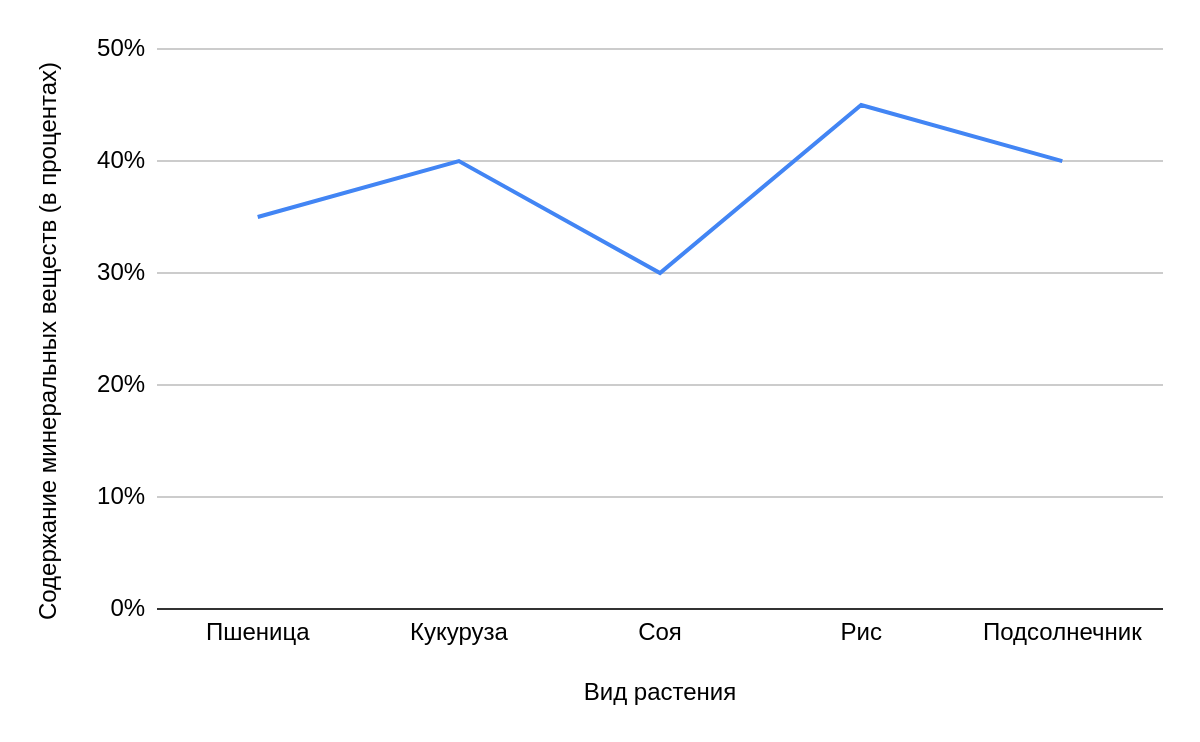 Содержание минеральных веществ (в процентах)
50%
40%
30%
20%
10%
0%
Пшеница Кукуруза Соя Рис Подсолнечник
Вид растения